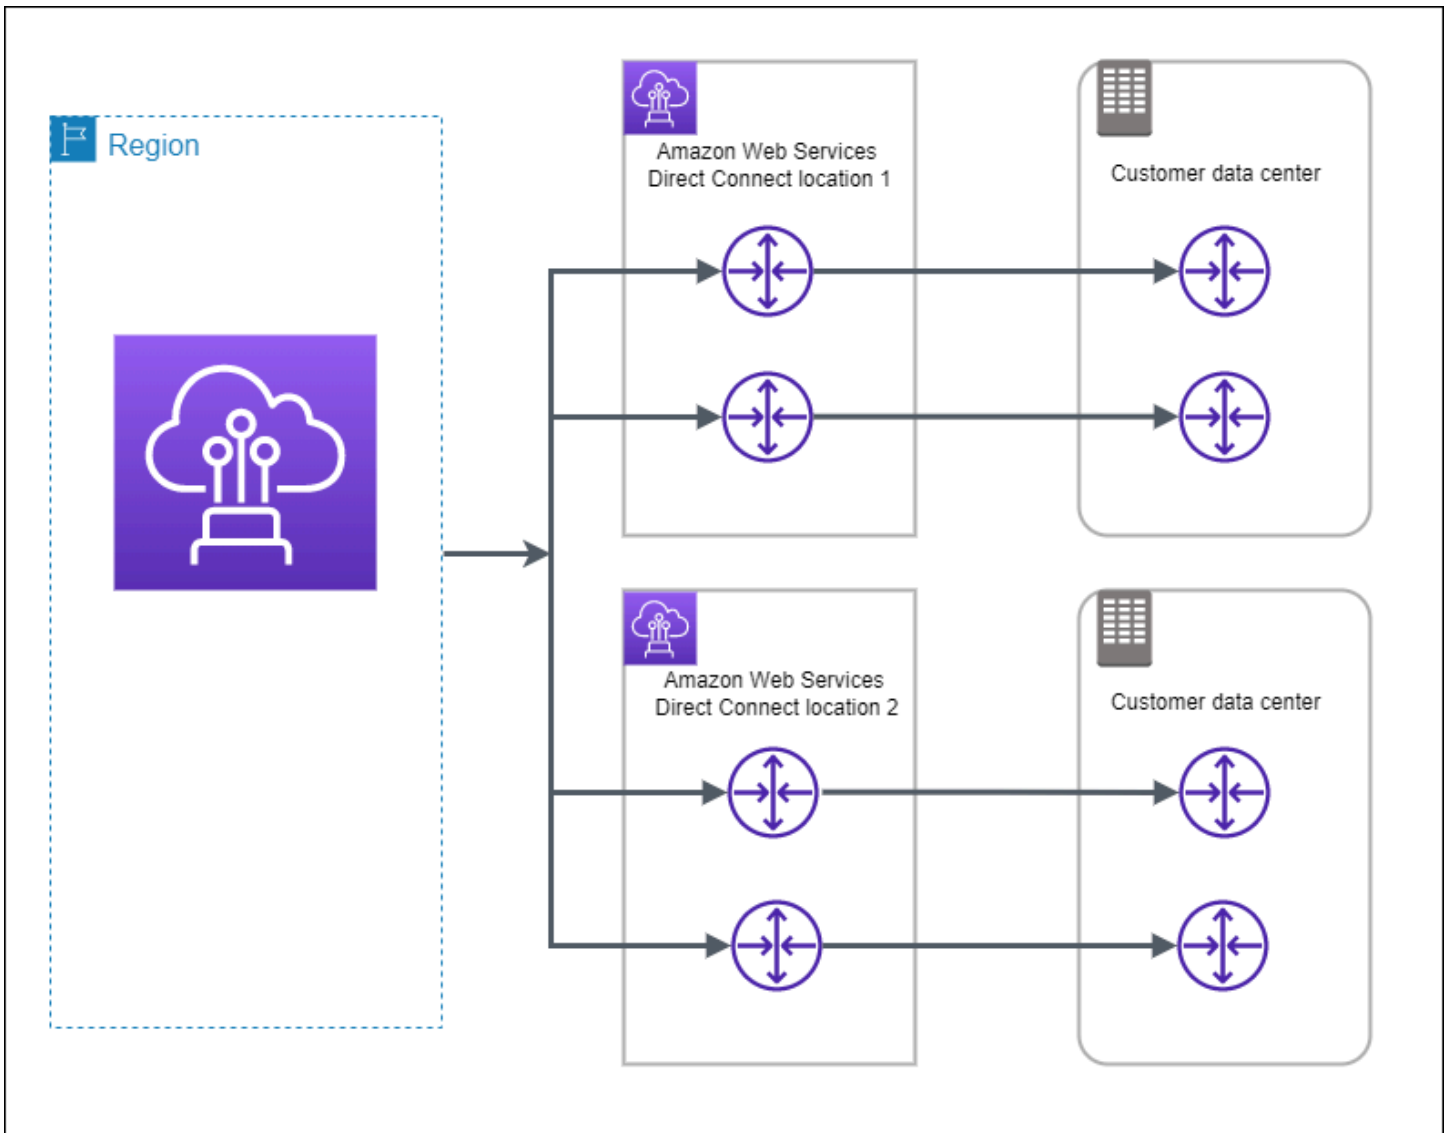 Region
Amazon Web Services
Direct Connect location 1
Customer data center
Amazon Web Services
Direct Connect location 2
Customer data center